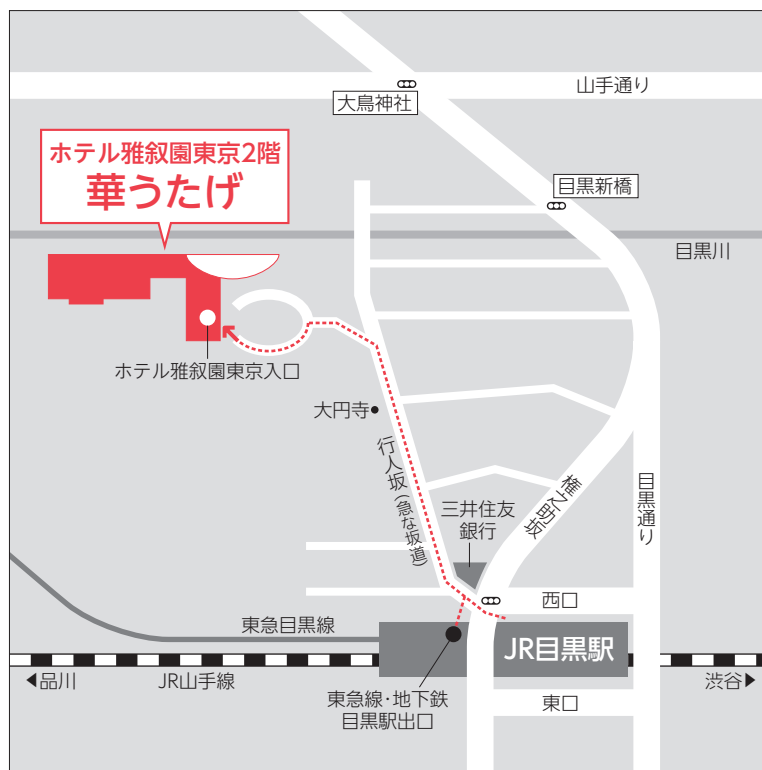 山手通り
大鳥神社
ホテル雅叙園東京2階
華うたげ
目黒新橋
目黒川
ホテル雅叙園東京入口
大円寺
行人坂(急な坂道)
三井住友
銀行
権之助坂
目黒通り
西口
東急目黒線
JR目黒駅
◀品川
JR山手線
東急線・地下鉄
目黒駅出口
東口
渋谷▶